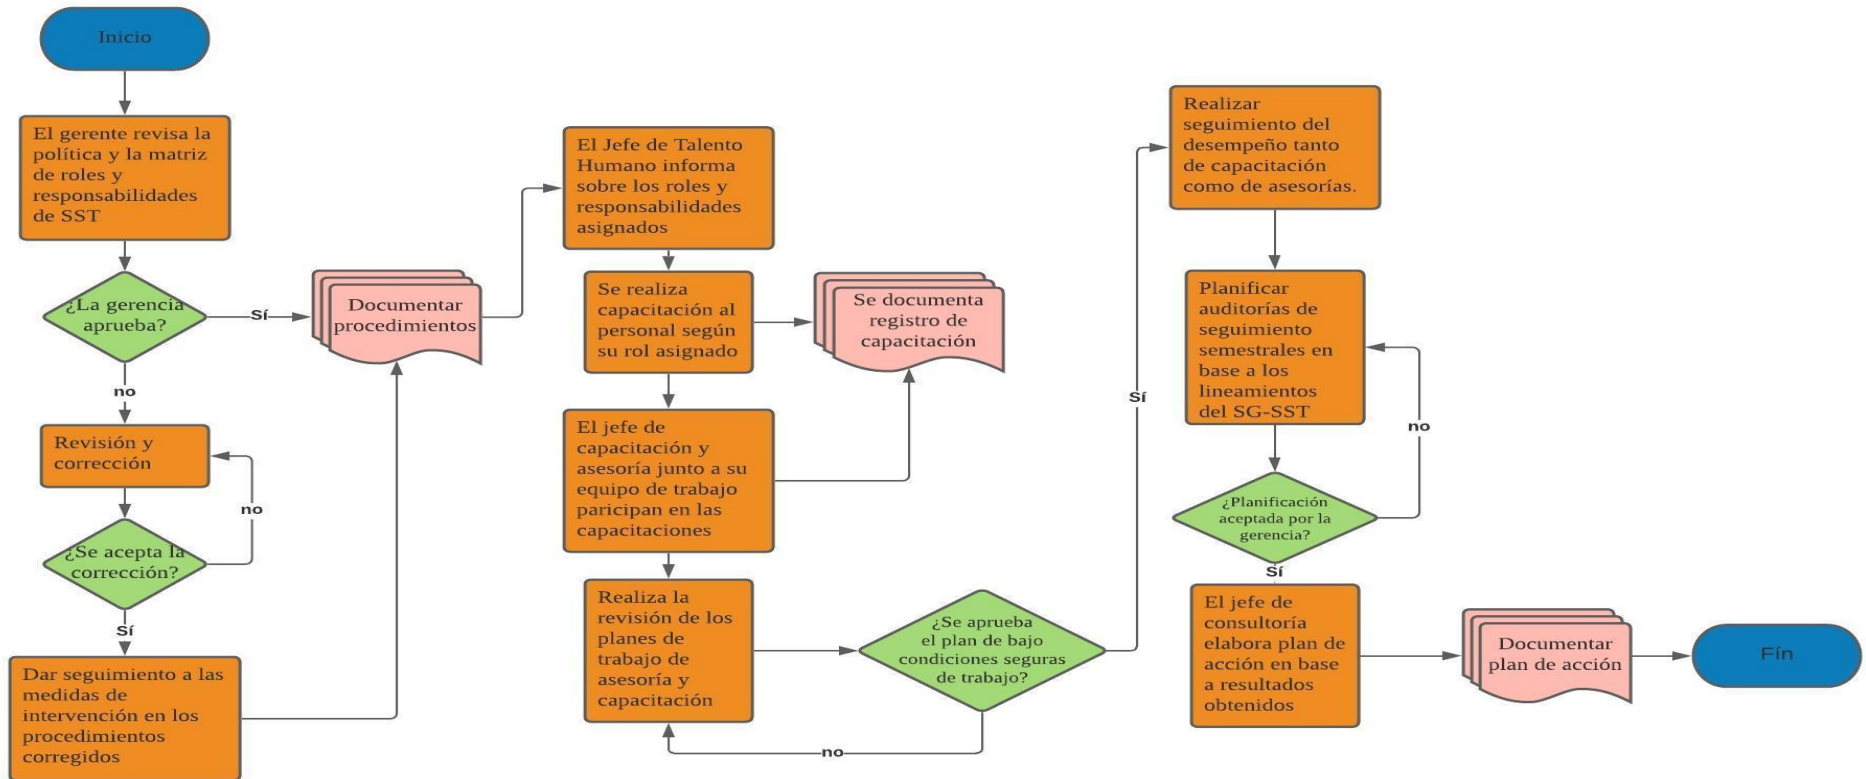 Inicio
El gerente revisa la
política y la matriz
de roles y
responsabilidades
de SST
¿La gerencia
aprueba?
Sí
no
Documentar
procedimientos
Revisión y
corrección
no
¿Se acepta la
corrección?
Sí
Dar seguimiento a las
medidas de
intervención en los
procedimientos
corregidos
El Jefe de Talento
Humano informa
sobre los roles y
responsabilidades
asignados
Se realiza
capacitación al
personal según
su rol asignado
Se documenta
registro de
capacitación
El jefe de
capacitación y
asesoría junto a su
equipo de trabajo
paricipan en las
capacitaciones
Realiza la
revisión de los
planes de
trabajo de
asesoría y
capacitación
¿Se aprueba
el plan de bajo
condiciones seguras
de trabajo?
no
Sí
Realizar
seguimiento del
desempeño tanto
de capacitación
como de asesorías.
Planificar
auditorías de
seguimiento
semestrales en
base a los
lineamientos
del SG-SST
no
¿Planificación
aceptada por la
gerencia?
Sí
El jefe de
consultoría
elabora plan de
acción en base
a resultados
obtenidos
Documentar
plan de acción
Fín